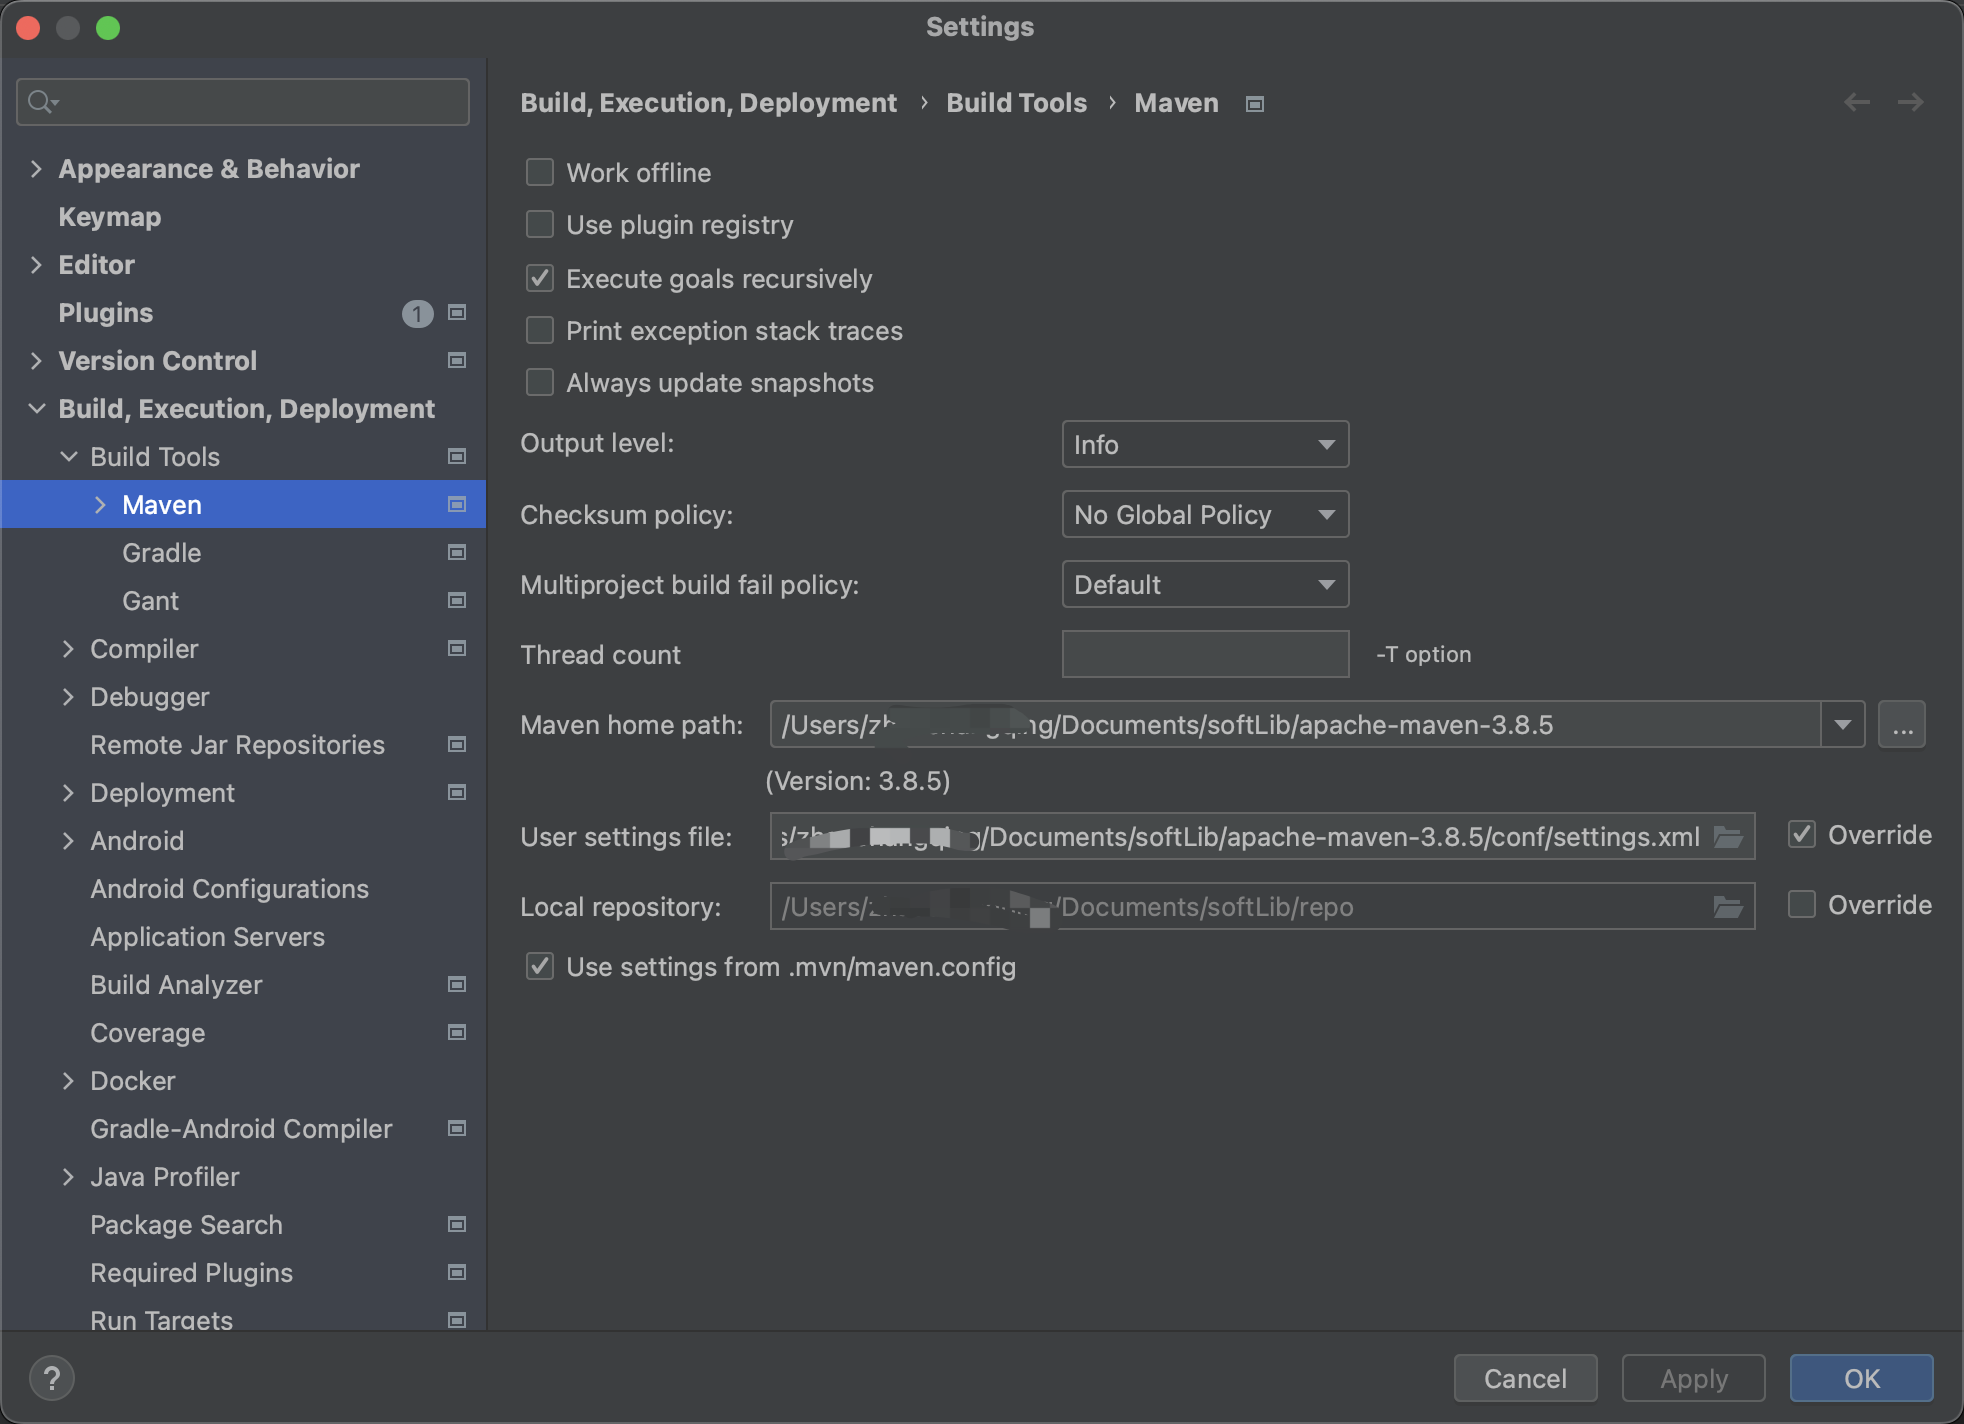 Settings
Appearance & Behavior
Keymap
Editor
Plugins 1
Version Control
Build, Execution, Deployment
Build Tools
Maven
Gradle
Gant
Compiler
Debugger
Remote Jar Repositories
Deployment
Android
Android Configurations
Application Servers
Build Analyzer
Coverage
Docker
Gradle-Android Compiler
Java Profiler
Package Search
Required Plugins
Run Targets
Build, Execution, Deployment › Build Tools › Maven
Work offline
Use plugin registry
Execute goals recursively
Print exception stack traces
Always update snapshots
Output level: Info
Checksum policy: No Global Policy
Multiproject build fail policy: Default
Thread count -T option
Maven home path: /Users/ /Documents/softLib/apache-maven-3.8.5 ...
(Version: 3.8.5)
User settings file: /Documents/softLib/apache-maven-3.8.5/conf/settings.xml Override
Local repository: /Users/ /Documents/softLib/repo Override
Use settings from .mvn/maven.config
? Cancel Apply OK